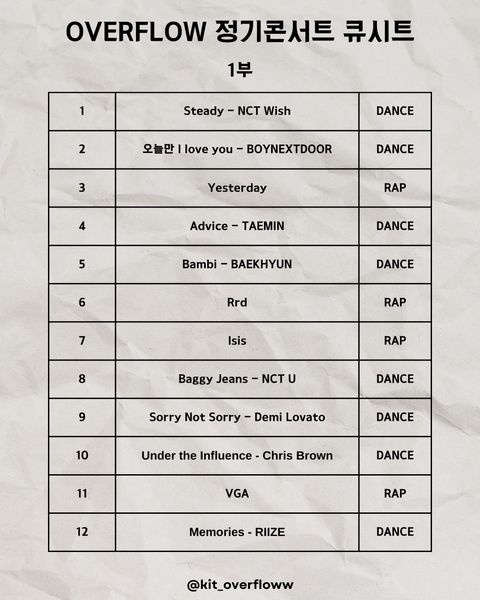 OVERFLOW 정기콘서트 큐시트
1부
1 Steady – NCT Wish DANCE
2 오늘만 I love you – BOYNEXTDOOR DANCE
3 Yesterday RAP
4 Advice – TAEMIN DANCE
5 Bambi – BAEKHYUN DANCE
6 Rrd RAP
7 Isis RAP
8 Baggy Jeans – NCT U DANCE
9 Sorry Not Sorry – Demi Lovato DANCE
10 Under the Influence - Chris Brown DANCE
11 VGA RAP
12 Memories - RIIZE DANCE
@kit_overfloww